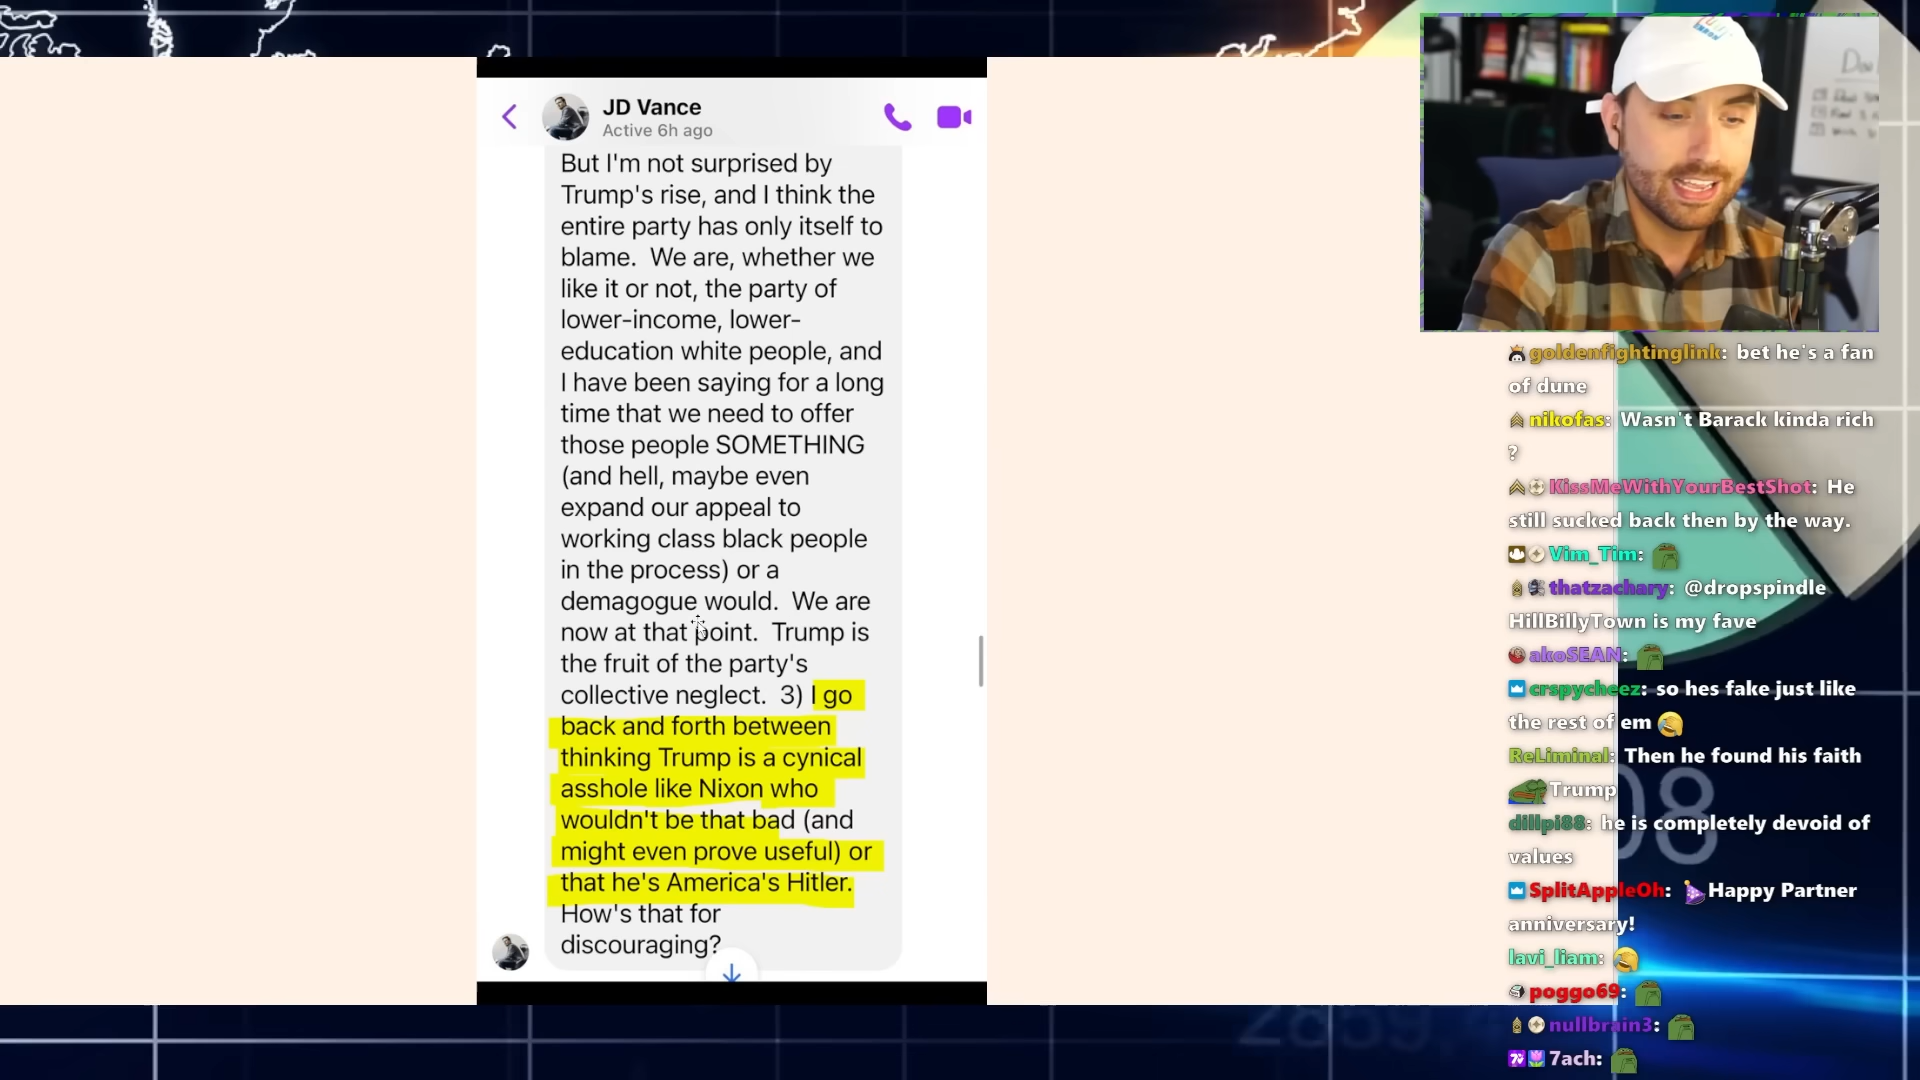 JD Vance
Active 6h ago
But I'm not surprised by
Trump's rise, and I think the
entire party has only itself to
blame.  We are, whether we
like it or not, the party of
lower-income, lower-
education white people, and
I have been saying for a long
time that we need to offer
those people SOMETHING
(and hell, maybe even
expand our appeal to
working class black people
in the process) or a
demagogue would.  We are
now at that point.  Trump is
the fruit of the party's
collective neglect.  3) I go
back and forth between
thinking Trump is a cynical
asshole like Nixon who
wouldn't be that bad (and
might even prove useful) or
that he's America's Hitler.
How's that for
discouraging?
goldenfightinglink: bet he's a fan
of dune
nikofas: Wasn't Barack kinda rich
?
KissMeWithYourBestShot: He
still sucked back then by the way.
Vim_Tim:
thatzachary: @dropspindle
HillBillyTown is my fave
akoSEAN:
crspycheez: so hes fake just like
the rest of em
ReLiminal: Then he found his faith
Trump
dillpi88: he is completely devoid of
values
SplitAppleOh: Happy Partner
anniversary!
lavi_liam:
poggo69:
nullbrain3:
7ach:
08